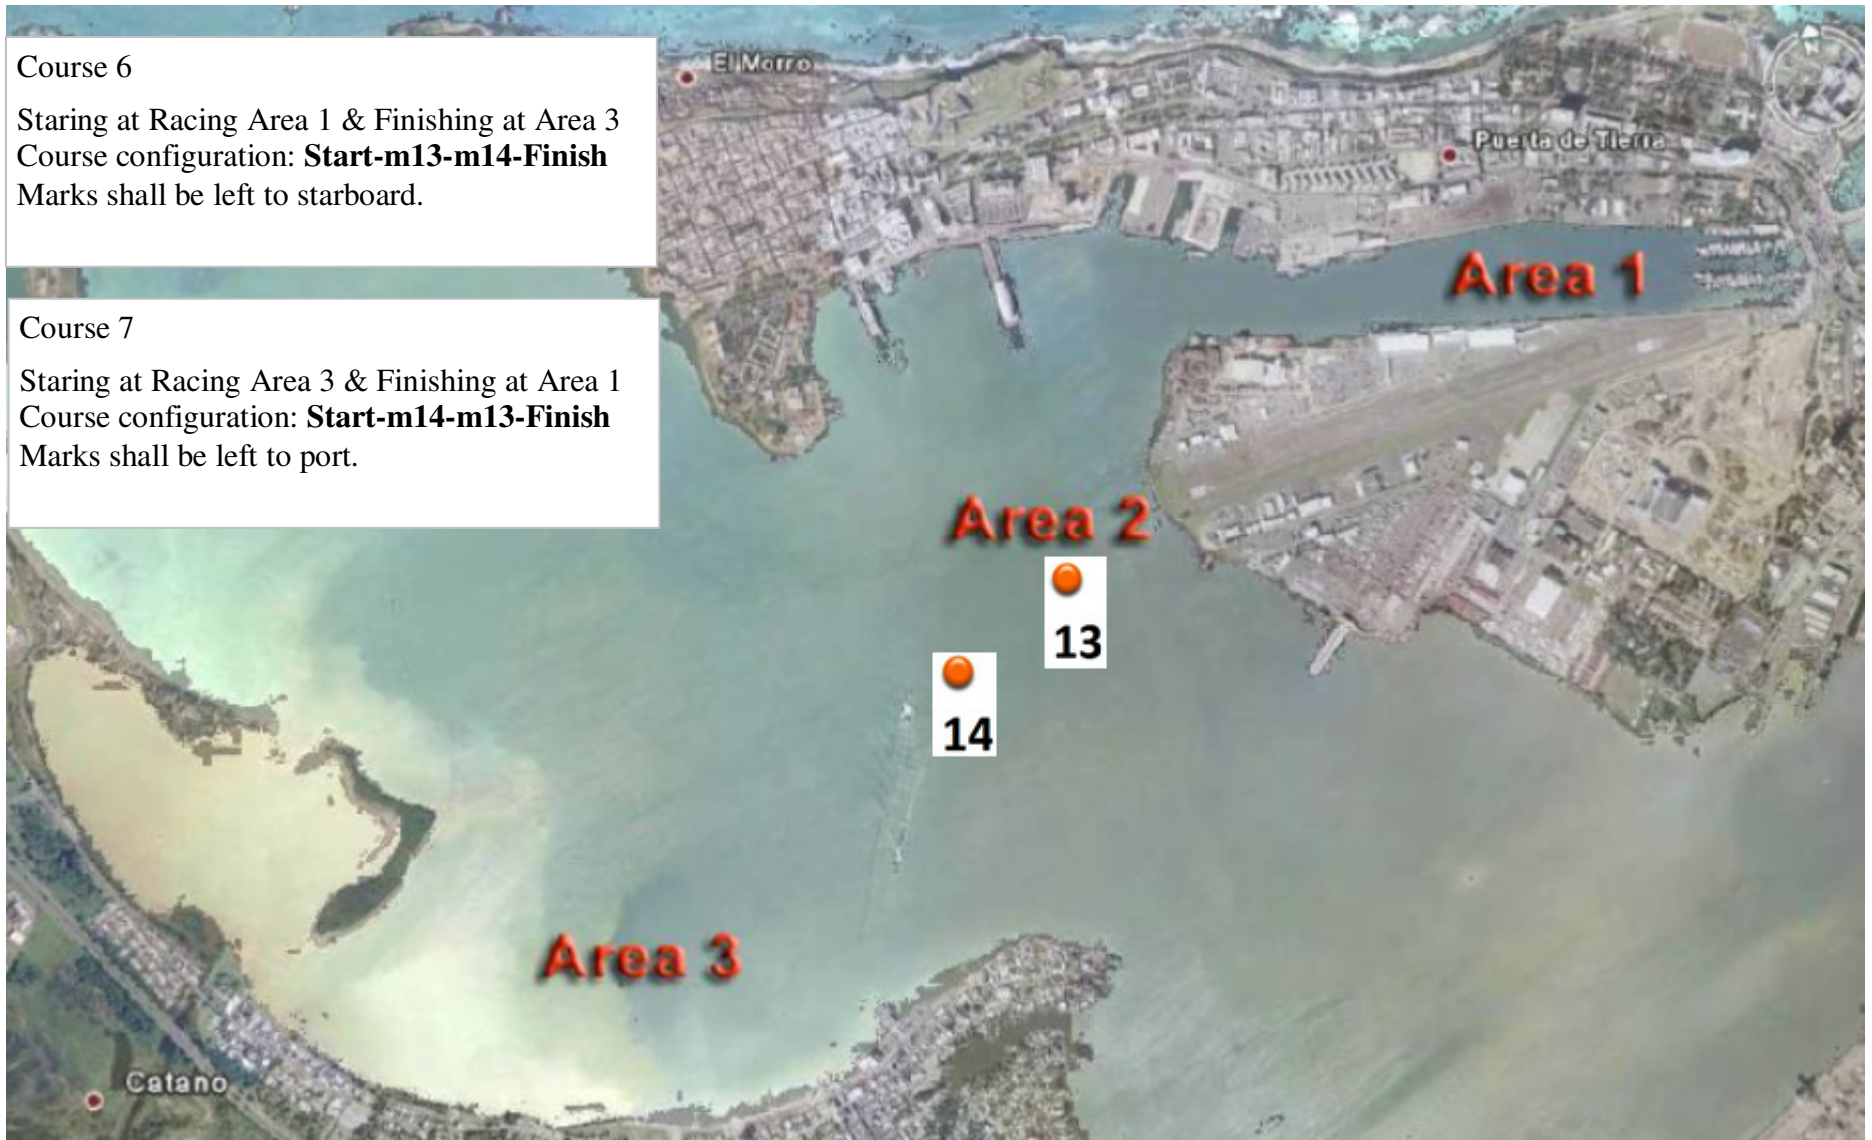 Course 6
Staring at Racing Area 1 & Finishing at Area 3
Course configuration: Start-m13-m14-Finish
Marks shall be left to starboard.
Course 7
Staring at Racing Area 3 & Finishing at Area 1
Course configuration: Start-m14-m13-Finish
Marks shall be left to port.
El Morro
Puerta de Tierra
Area 1
Area 2
13
14
Area 3
Catano